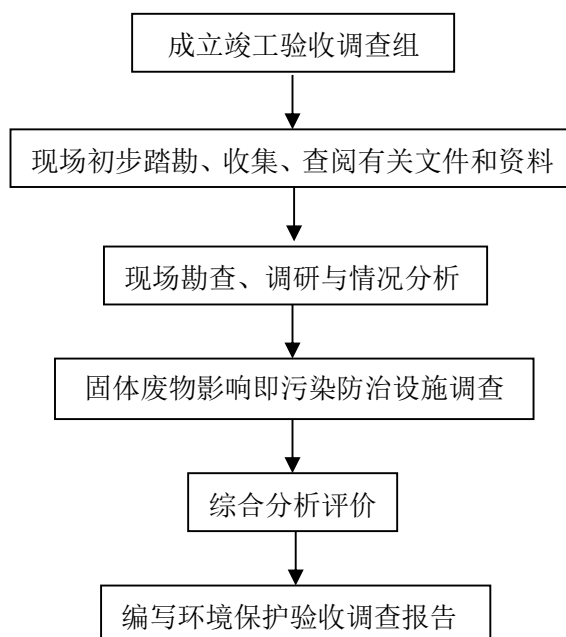 成立竣工验收调查组
现场初步踏勘、收集、查阅有关文件和资料
现场勘查、调研与情况分析
固体废物影响即污染防治设施调查
综合分析评价
编写环境保护验收调查报告